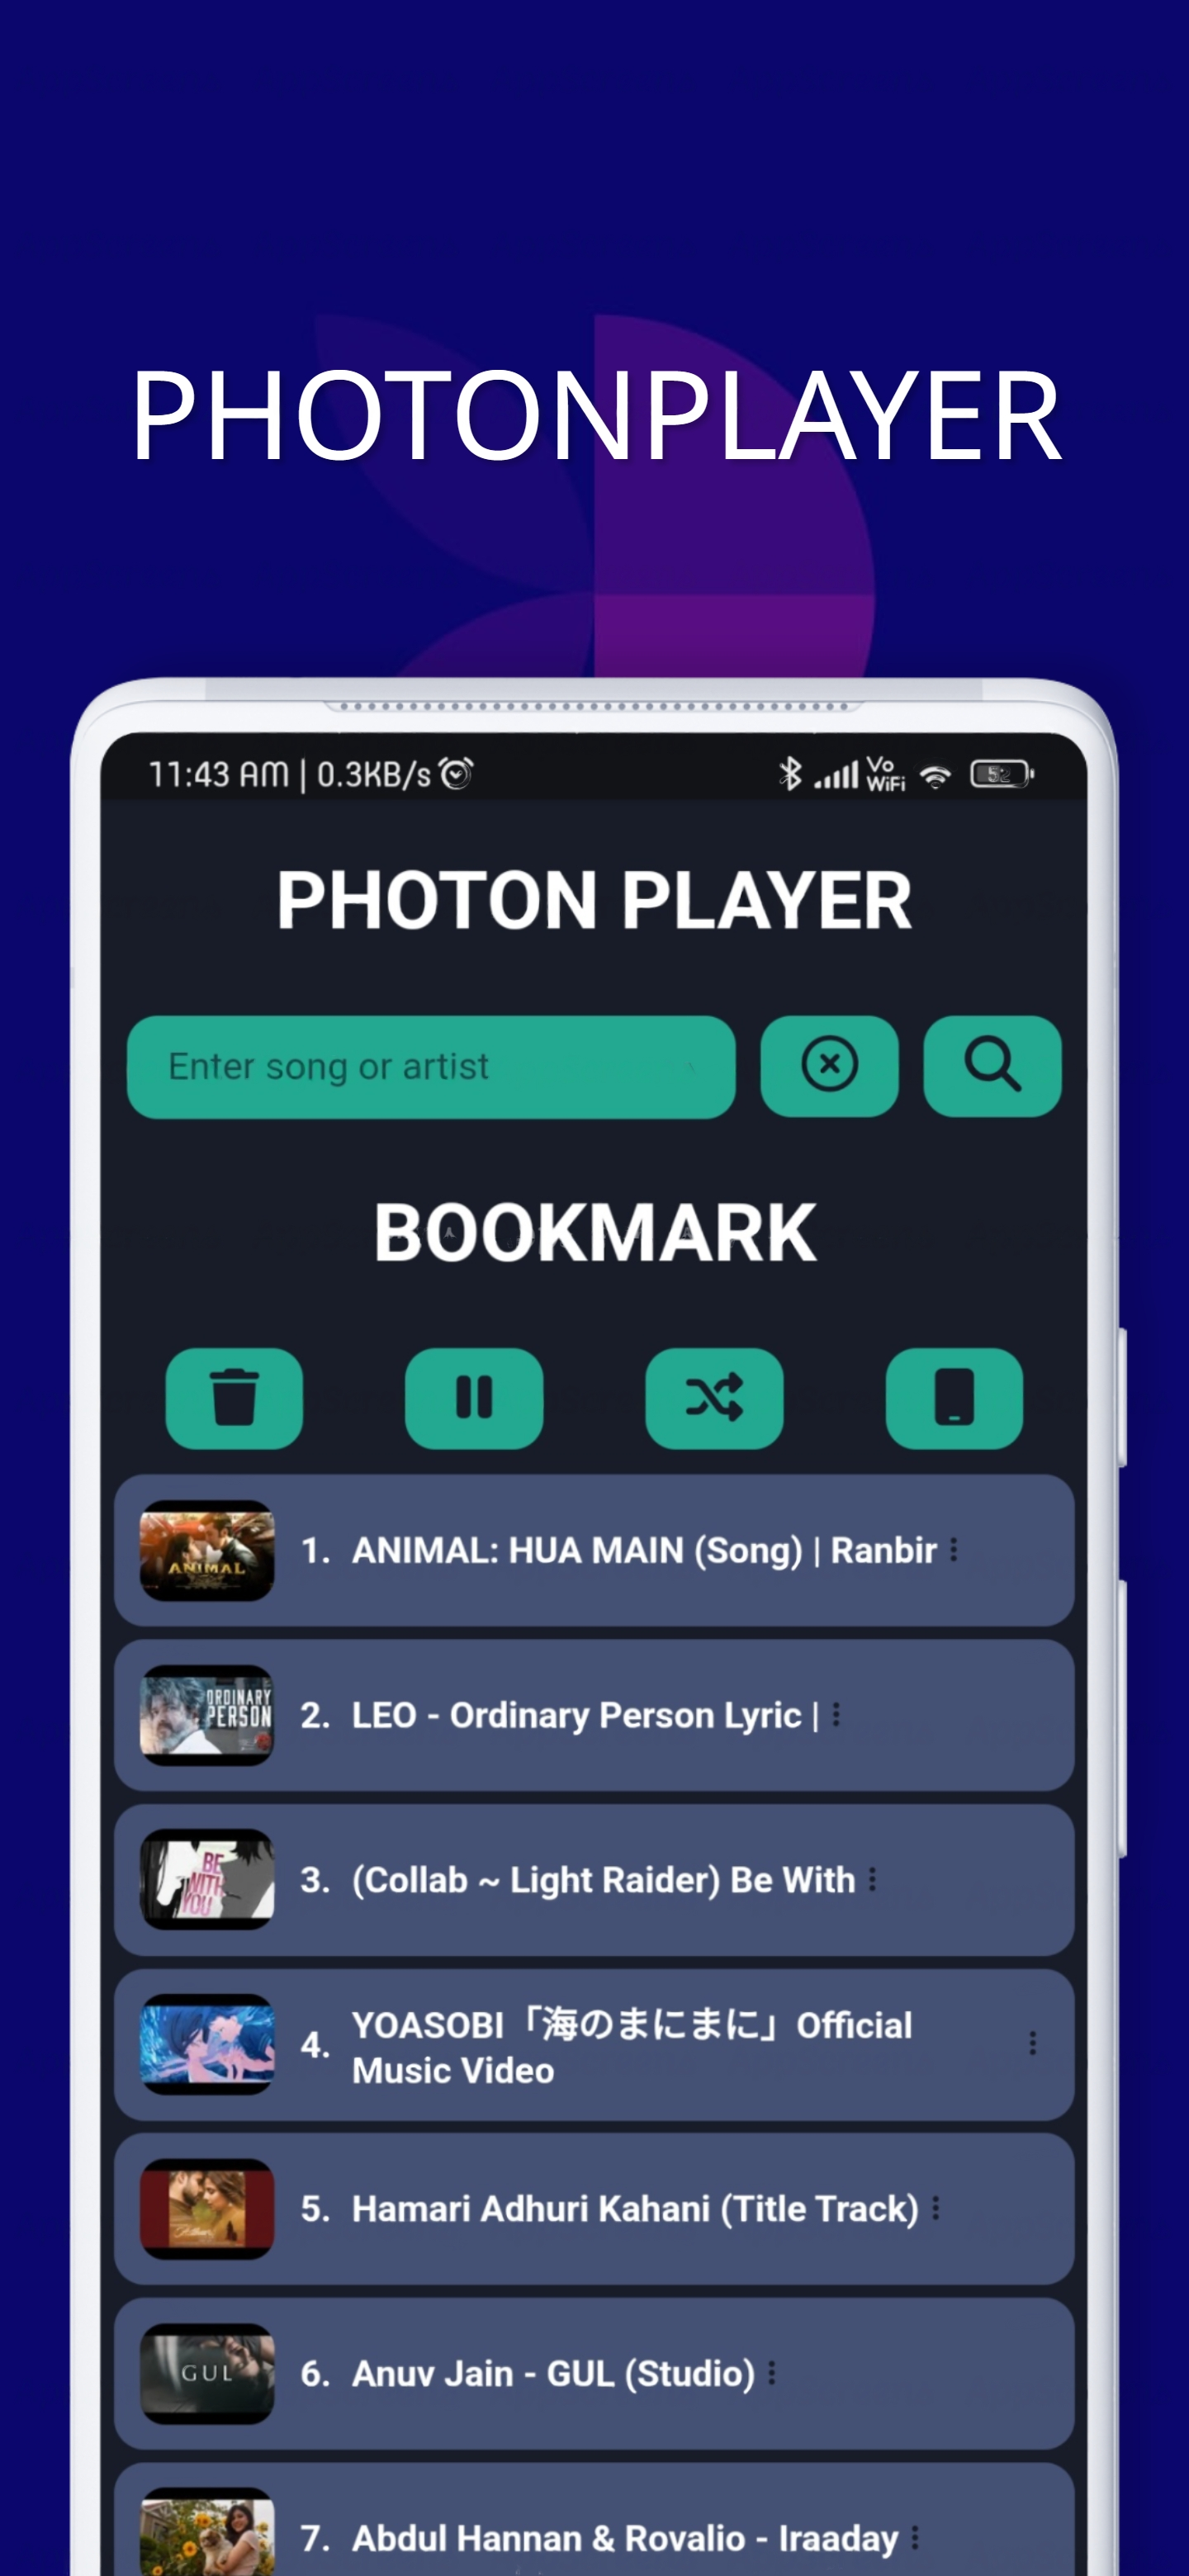 PHOTONPLAYER
11:43 AM | 0.3KB/s
Vo
WiFi
52
PHOTON PLAYER
Enter song or artist
BOOKMARK
ANIMAL
1. ANIMAL: HUA MAIN (Song) | Ranbir
ORDINARY
PERSON
2. LEO - Ordinary Person Lyric |
BE
WITH
YOU
3. (Collab ~ Light Raider) Be With
4. YOASOBI「海のまにまに」Official
Music Video
5. Hamari Adhuri Kahani (Title Track)
GUL
6. Anuv Jain - GUL (Studio)
7. Abdul Hannan & Rovalio - Iraaday